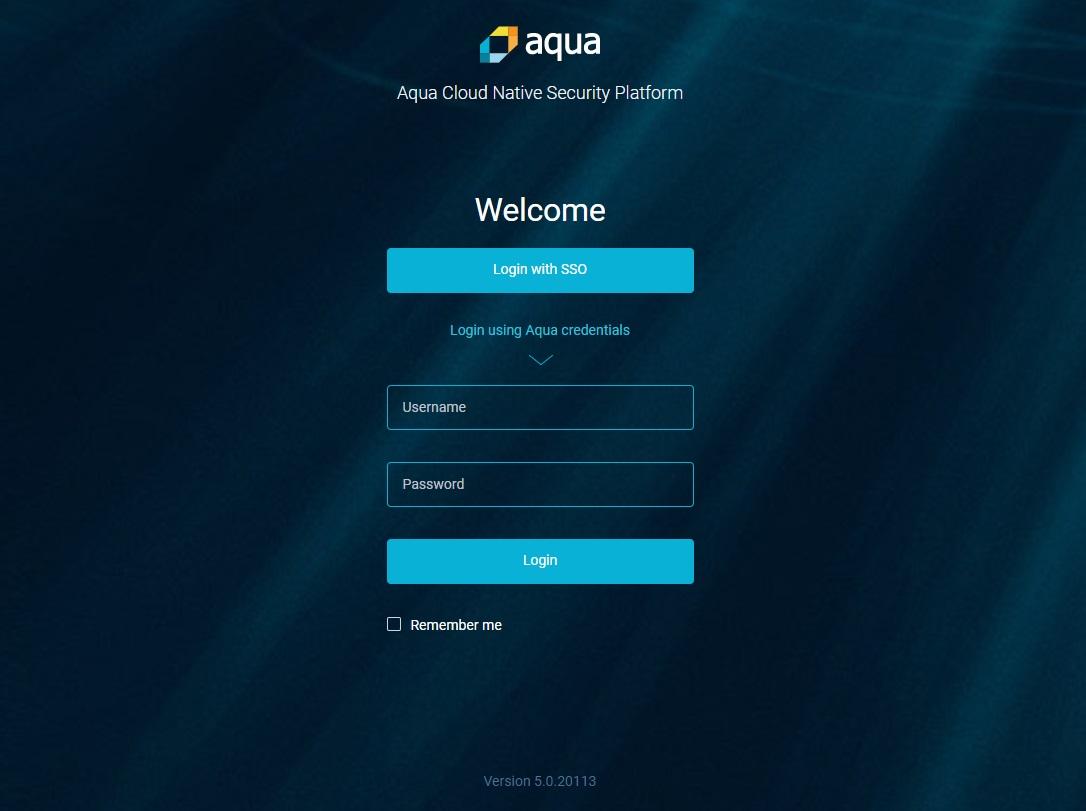 aqua
Aqua Cloud Native Security Platform
Welcome
Login with SSO
Login using Aqua credentials
Username
Password
Login
Remember me
Version 5.0.20113